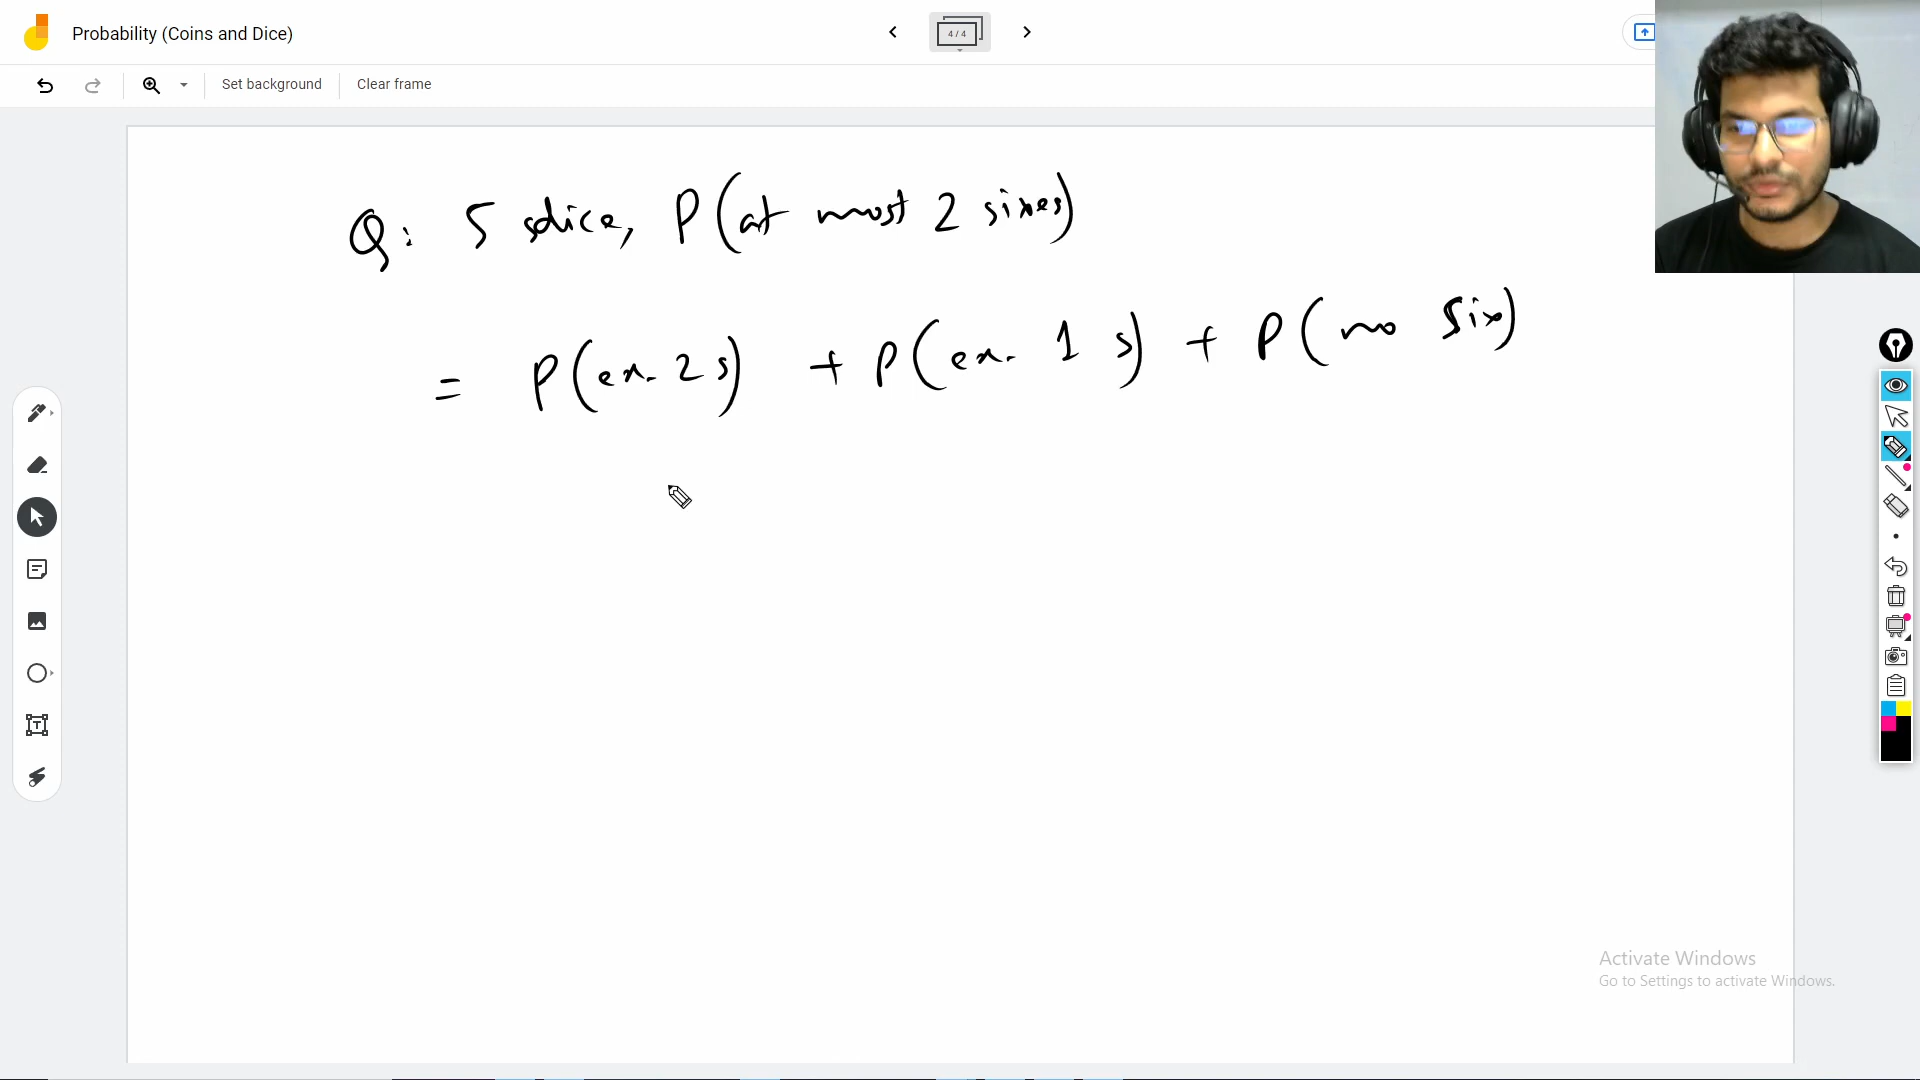 Probability (Coins and Dice)
4 / 4
Set background
Clear frame
Q: 5 dice, P(at most 2 sixes)
= P(ex. 2 s) + P(ex. 1 s) + P(no six)
Activate Windows
Go to Settings to activate Windows.